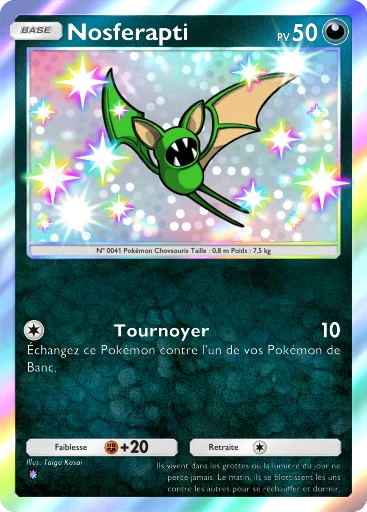 BASE Nosferapti PV 50
N° 0041 Pokémon Chovsouris Taille : 0,8 m Poids : 7,5 kg
Tournoyer 10
Échangez ce Pokémon contre l'un de vos Pokémon de
Banc.
Faiblesse +20 Retraite
Illus. Taiga Kasai
Ils vivent dans les grottes où la lumière du jour ne
perce jamais. Le matin, ils se blottissent les uns
contre les autres pour se réchauffer et dormir.